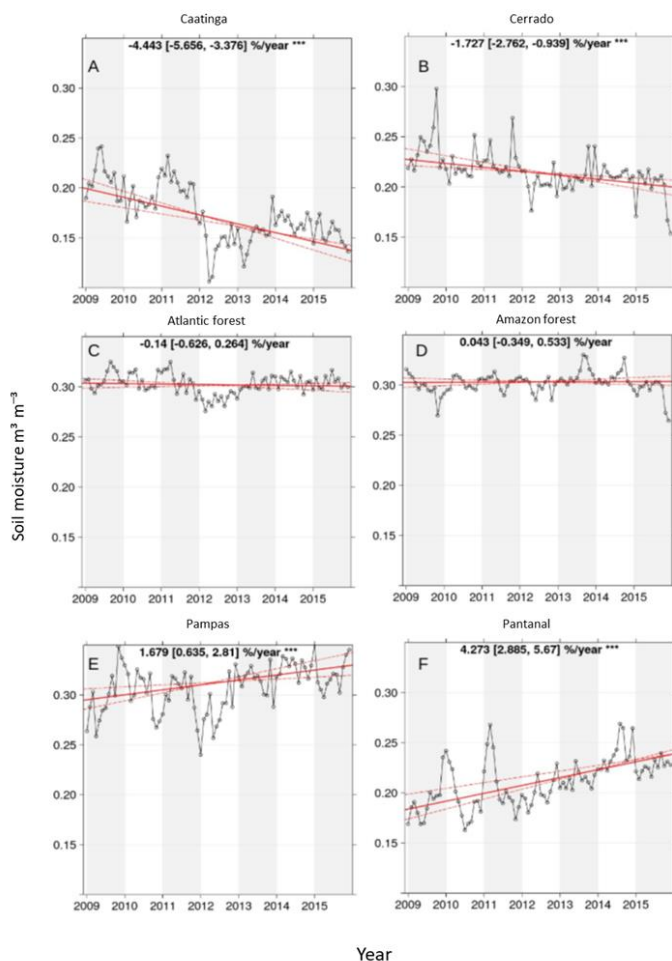 Caatinga
Cerrado
-4.443 [-5.656, -3.376] %/year ***
-1.727 [-2.762, -0.939] %/year ***
A
B
0.30
0.25
0.20
0.15
0.30
0.25
0.20
0.15
2009 2010 2011 2012 2013 2014 2015
2009 2010 2011 2012 2013 2014 2015
Atlantic forest
Amazon forest
-0.14 [-0.626, 0.264] %/year
0.043 [-0.349, 0.533] %/year
C
D
0.30
0.25
0.20
0.15
0.30
0.25
0.20
0.15
2009 2010 2011 2012 2013 2014 2015
2009 2010 2011 2012 2013 2014 2015
Soil moisture m³ m⁻³
Pampas
Pantanal
1.679 [0.635, 2.81] %/year ***
4.273 [2.885, 5.67] %/year ***
E
F
0.30
0.25
0.20
0.15
0.30
0.25
0.20
0.15
2009 2010 2011 2012 2013 2014 2015
2009 2010 2011 2012 2013 2014 2015
Year